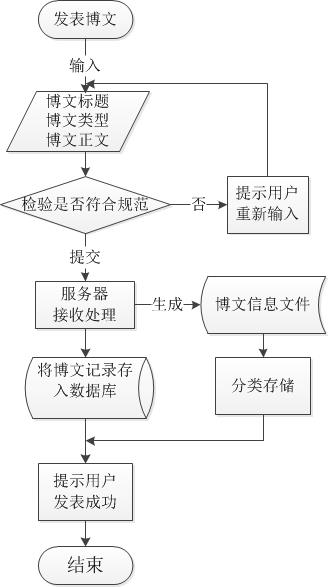 发表博文
输入
博文标题
博文类型
博文正文
检验是否符合规范
否
提示用户
重新输入
提交
服务器
接收处理
生成
博文信息文件
将博文记录存
入数据库
分类存储
提示用户
发表成功
结束